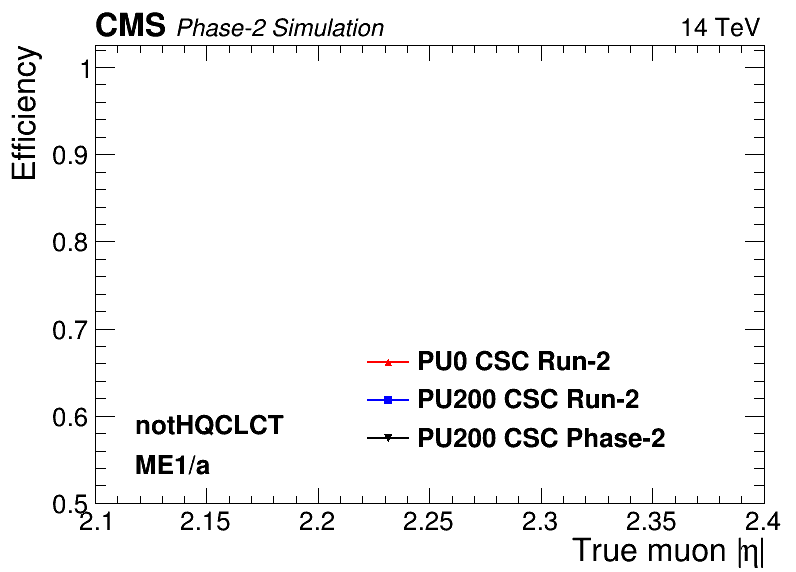 CMS Phase-2 Simulation 14 TeV
Efficiency
1
0.9
0.8
0.7
0.6
0.5
PU0 CSC Run-2
PU200 CSC Run-2
PU200 CSC Phase-2
notHQCLCT
ME1/a
2.1 2.15 2.2 2.25 2.3 2.35 2.4
True muon |η|